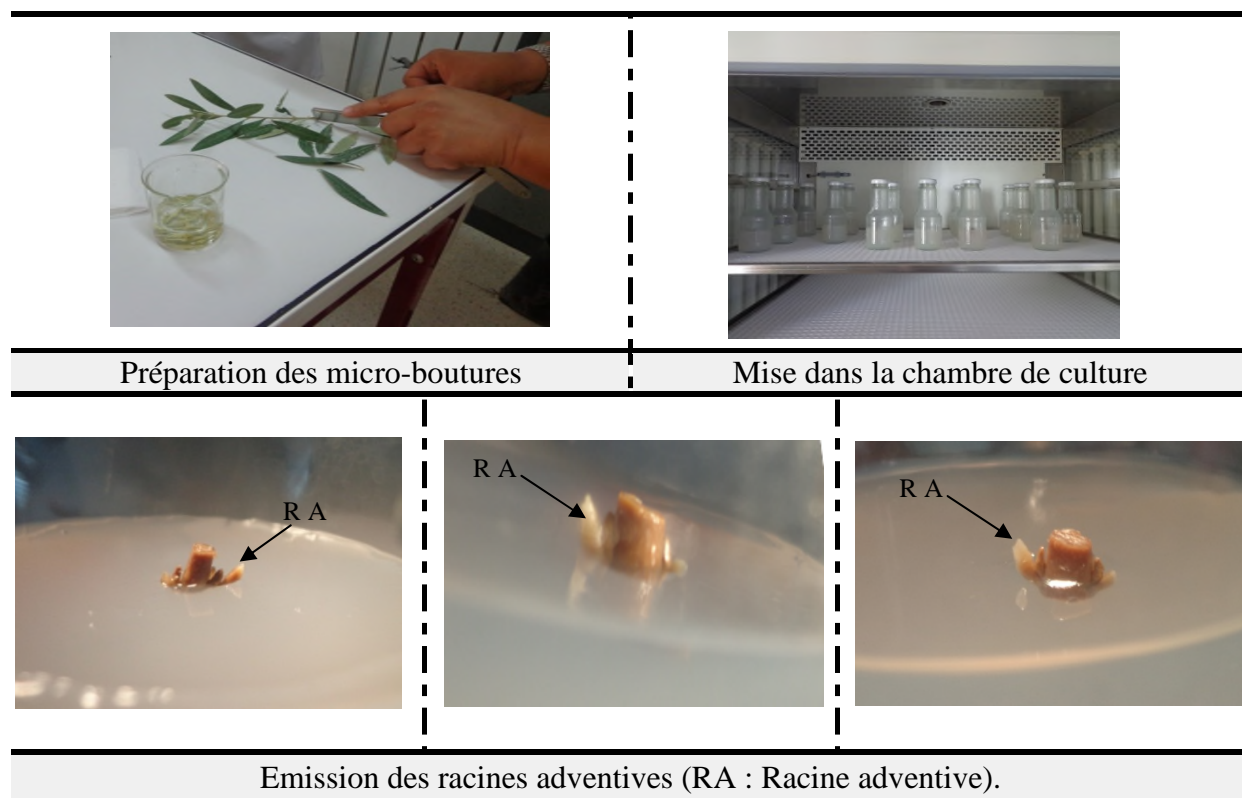 Préparation des micro-boutures
Mise dans la chambre de culture
R A
R A
R A
Emission des racines adventives (RA : Racine adventive).